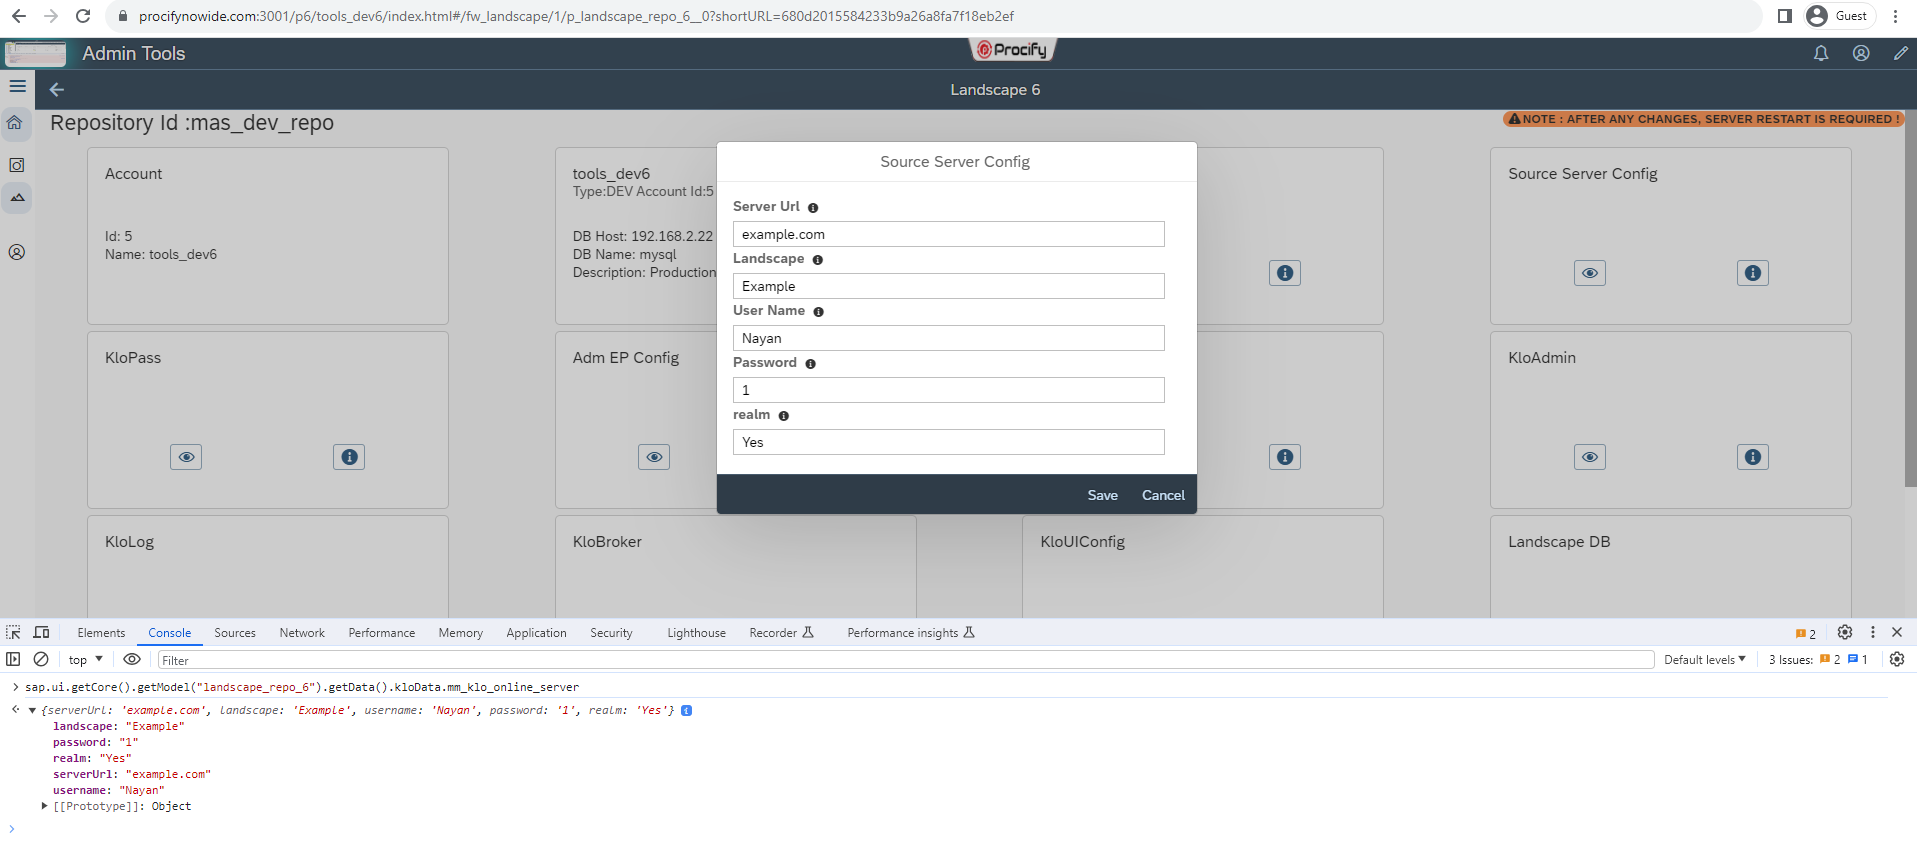 procifynowide.com:3001/p6/tools_dev6/index.html#/fw_landscape/1/p_landscape_repo_6__0?shortURL=680d2015584233b9a26a8fa7f18eb2ef
Guest
Admin Tools
Procify
Landscape 6
Repository Id :mas_dev_repo
NOTE : AFTER ANY CHANGES, SERVER RESTART IS REQUIRED !
Account
Id: 5
Name: tools_dev6
tools_dev6
Type:DEV Account Id:5
DB Host: 192.168.2.22
DB Name: mysql
Description: Production
Source Server Config
Server Url
example.com
Landscape
Example
User Name
Nayan
Password
1
realm
Yes
Save
Cancel
Source Server Config
KloPass
Adm EP Config
KloAdmin
KloLog
KloBroker
KloUIConfig
Landscape DB
Elements
Console
Sources
Network
Performance
Memory
Application
Security
Lighthouse
Recorder
Performance insights
2
top
Filter
Default levels
3 Issues:
2
1
sap.ui.getCore().getModel("landscape_repo_6").getData().kloData.mm_klo_online_server
{serverUrl: 'example.com', landscape: 'Example', username: 'Nayan', password: '1', realm: 'Yes'}
landscape: "Example"
password: "1"
realm: "Yes"
serverUrl: "example.com"
username: "Nayan"
[[Prototype]]: Object